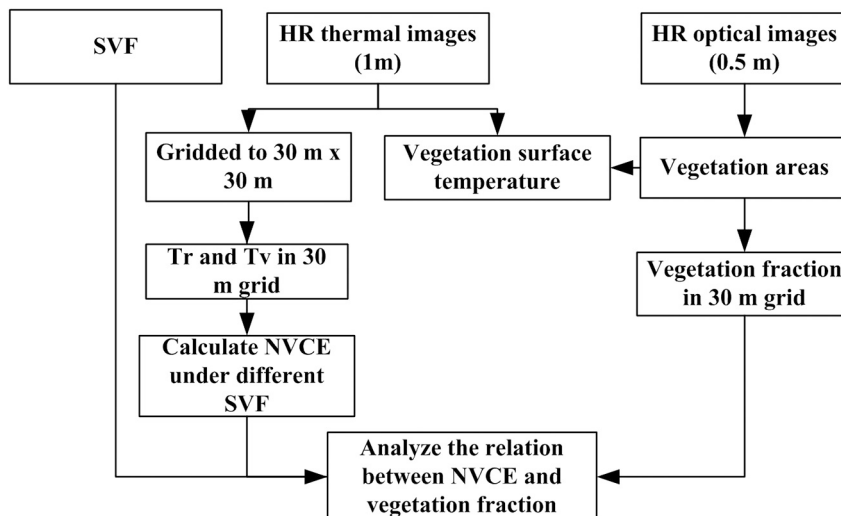 SVF
HR thermal images
(1m)
HR optical images
(0.5 m)
Gridded to 30 m x
30 m
Vegetation surface
temperature
Vegetation areas
Tr and Tv in 30
m grid
Vegetation fraction
in 30 m grid
Calculate NVCE
under different
SVF
Analyze the relation
between NVCE and
vegetation fraction